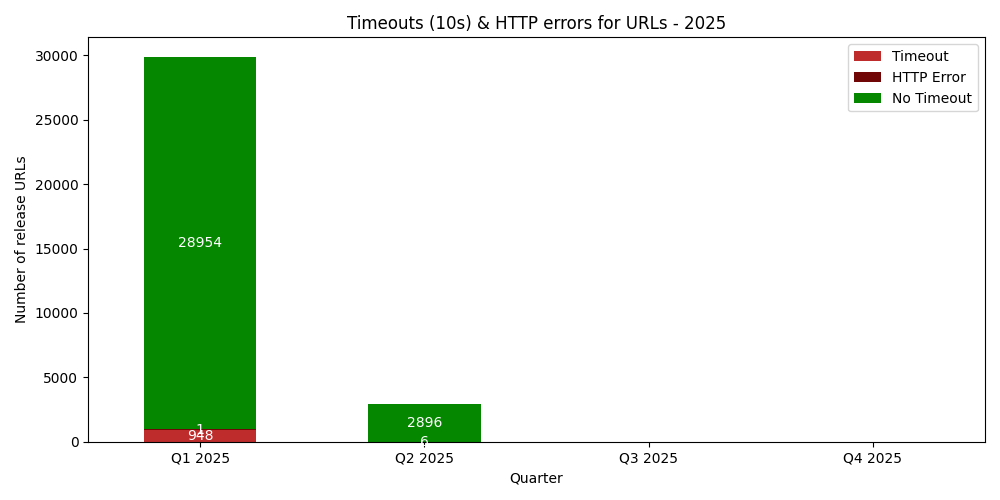 Timeouts (10s) & HTTP errors for URLs - 2025
Number of release URLs
30000
25000
20000
15000
10000
5000
0
Timeout
HTTP Error
No Timeout
28954
1
948
2896
6
Q1 2025
Q2 2025
Q3 2025
Q4 2025
Quarter